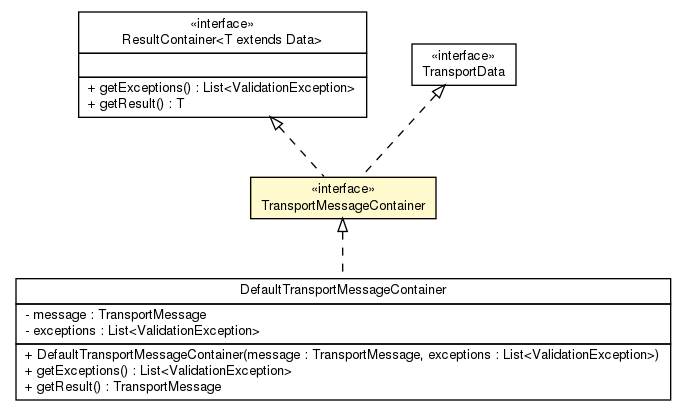 «interface»
ResultContainer<T extends Data>
+ getExceptions() : List<ValidationException>
+ getResult() : T
«interface»
TransportData
«interface»
TransportMessageContainer
DefaultTransportMessageContainer
- message : TransportMessage
- exceptions : List<ValidationException>
+ DefaultTransportMessageContainer(message : TransportMessage, exceptions : List<ValidationException>)
+ getExceptions() : List<ValidationException>
+ getResult() : TransportMessage